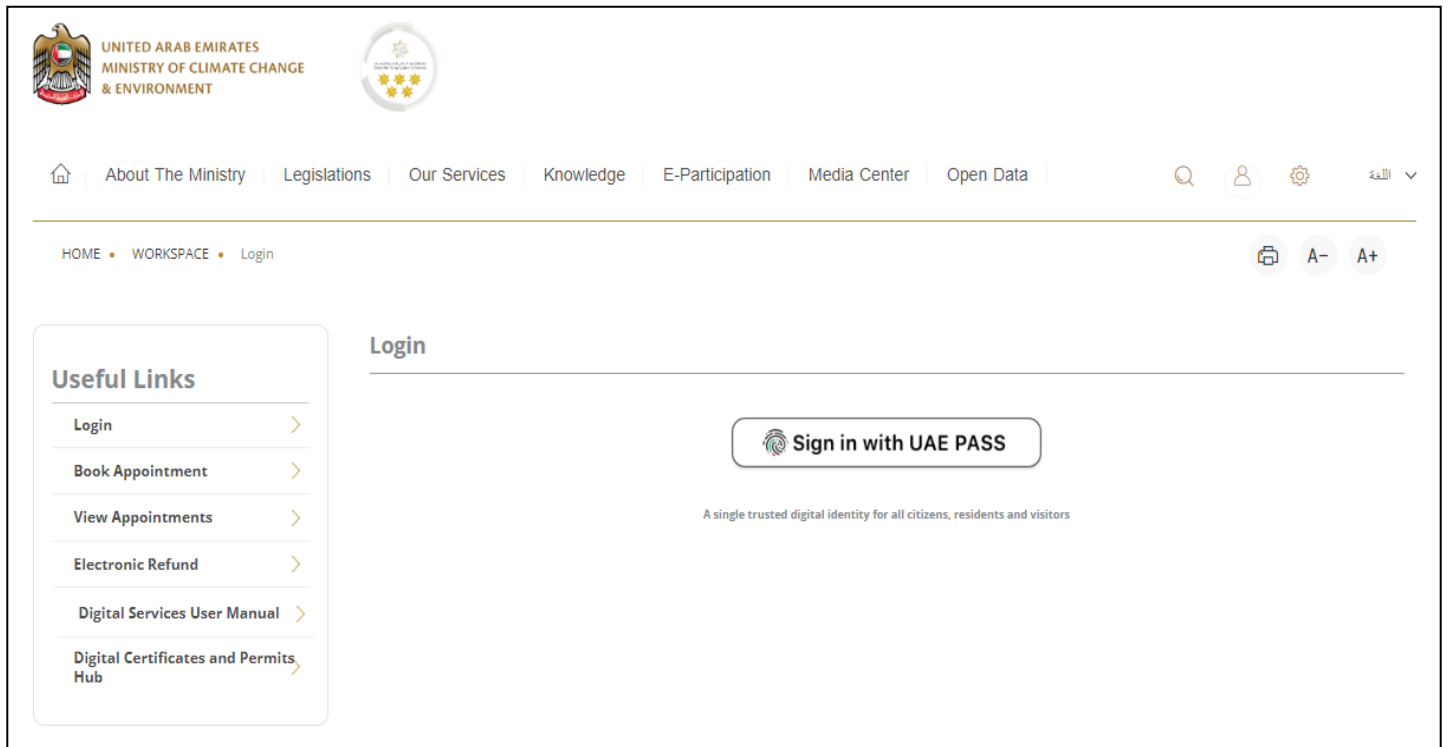 UNITED ARAB EMIRATES
MINISTRY OF CLIMATE CHANGE
& ENVIRONMENT
About The Ministry Legislations Our Services Knowledge E-Participation Media Center Open Data اللغة
HOME • WORKSPACE • Login
A- A+
Useful Links
Login
Book Appointment
View Appointments
Electronic Refund
Digital Services User Manual
Digital Certificates and Permits
Hub
Login
Sign in with UAE PASS
A single trusted digital identity for all citizens, residents and visitors